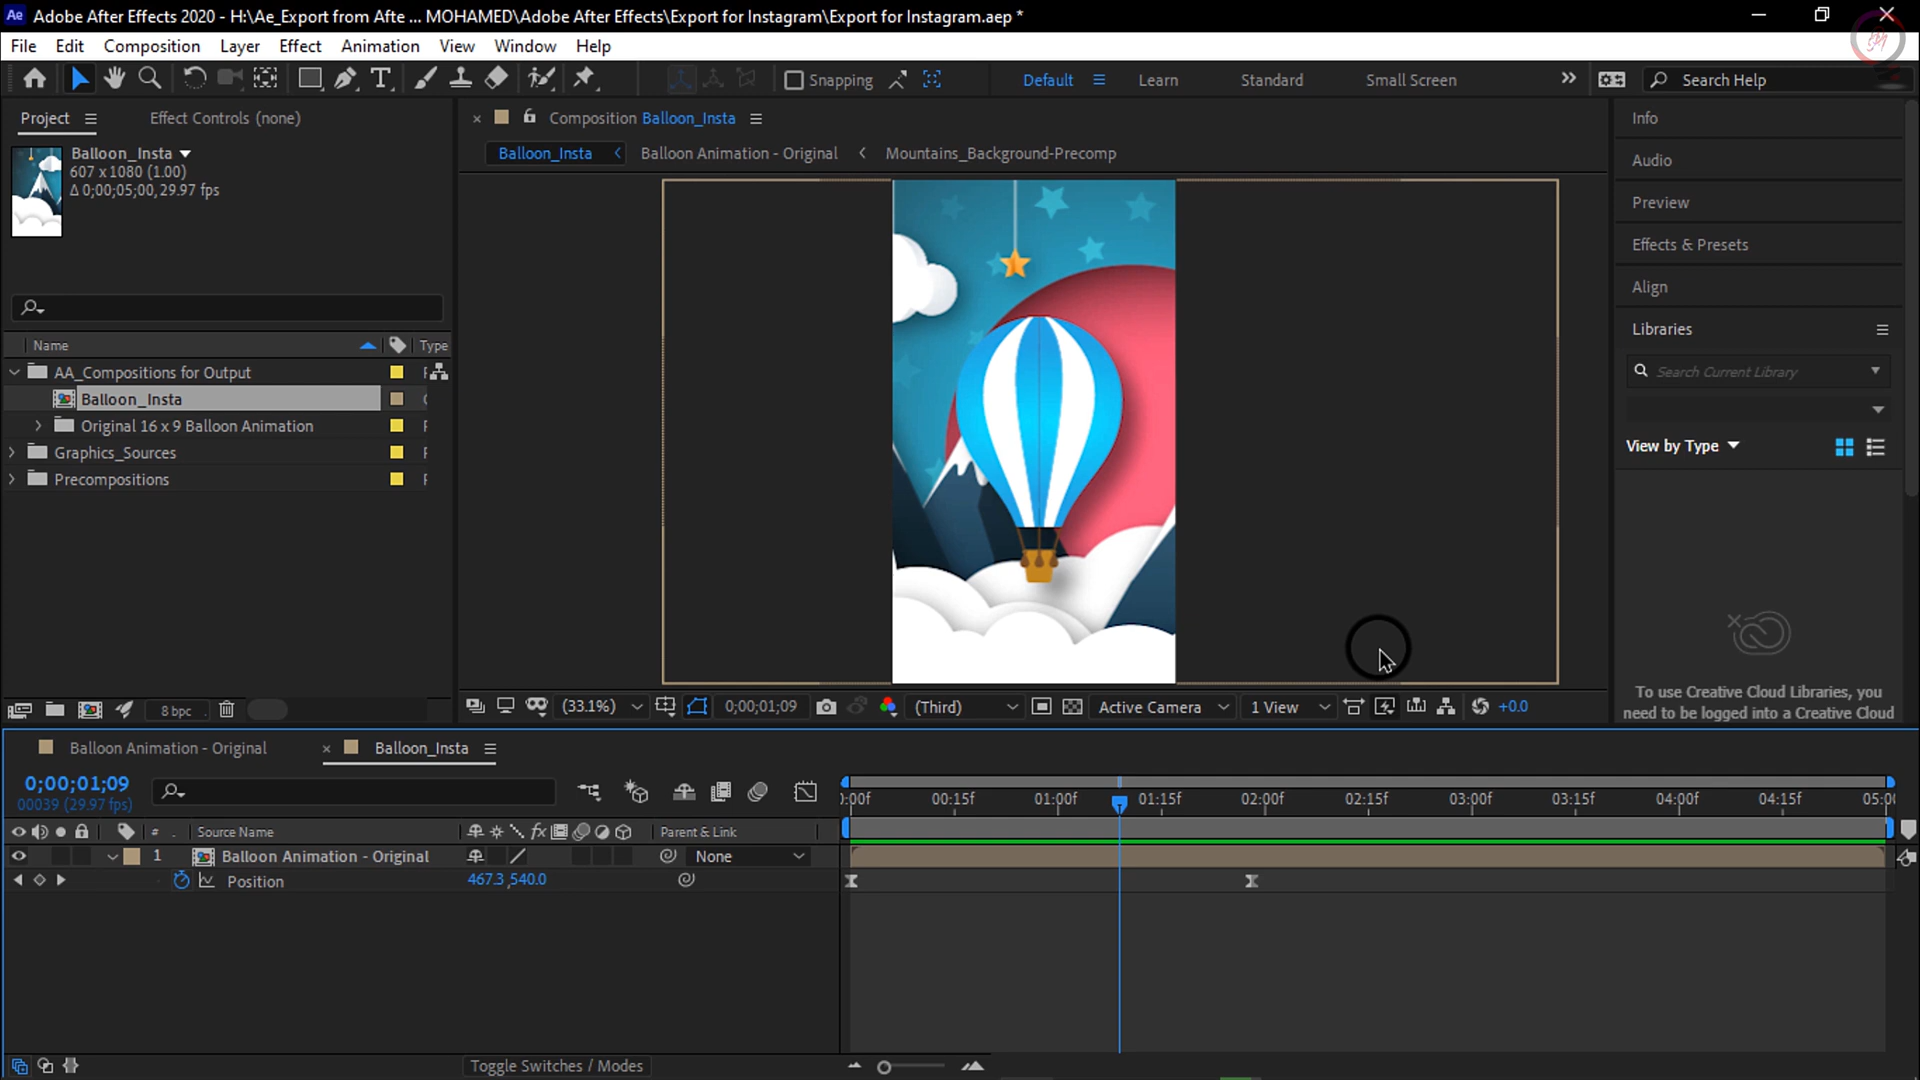 Ae Adobe After Effects 2020 - H:\Ae_Export from Afte ... MOHAMED\Adobe After Effects\Export for Instagram\Export for Instagram.aep *
File Edit Composition Layer Effect Animation View Window Help
Snapping Default Learn Standard Small Screen Search Help
Project Effect Controls (none)
Composition Balloon_Insta
Info
Balloon_Insta
607 x 1080 (1.00)
Δ 0;00;05;00, 29.97 fps
Balloon_Insta Balloon Animation - Original Mountains_Background-Precomp
Audio
Preview
Effects & Presets
Align
Libraries
Search Current Library
View by Type
Name Type
AA_Compositions for Output
Balloon_Insta
Original 16 x 9 Balloon Animation
Graphics_Sources
Precompositions
To use Creative Cloud Libraries, you
need to be logged into a Creative Cloud
8 bpc
(33.1%) 0;00;01;09 (Third) Active Camera 1 View +0.0
Balloon Animation - Original Balloon_Insta
0;00;01;09
00039 (29.97 fps)
:00f 00:15f 01:00f 01:15f 02:00f 02:15f 03:00f 03:15f 04:00f 04:15f 05:00
# Source Name fx Parent & Link
1 Balloon Animation - Original None
Position 467.3,540.0
Toggle Switches / Modes